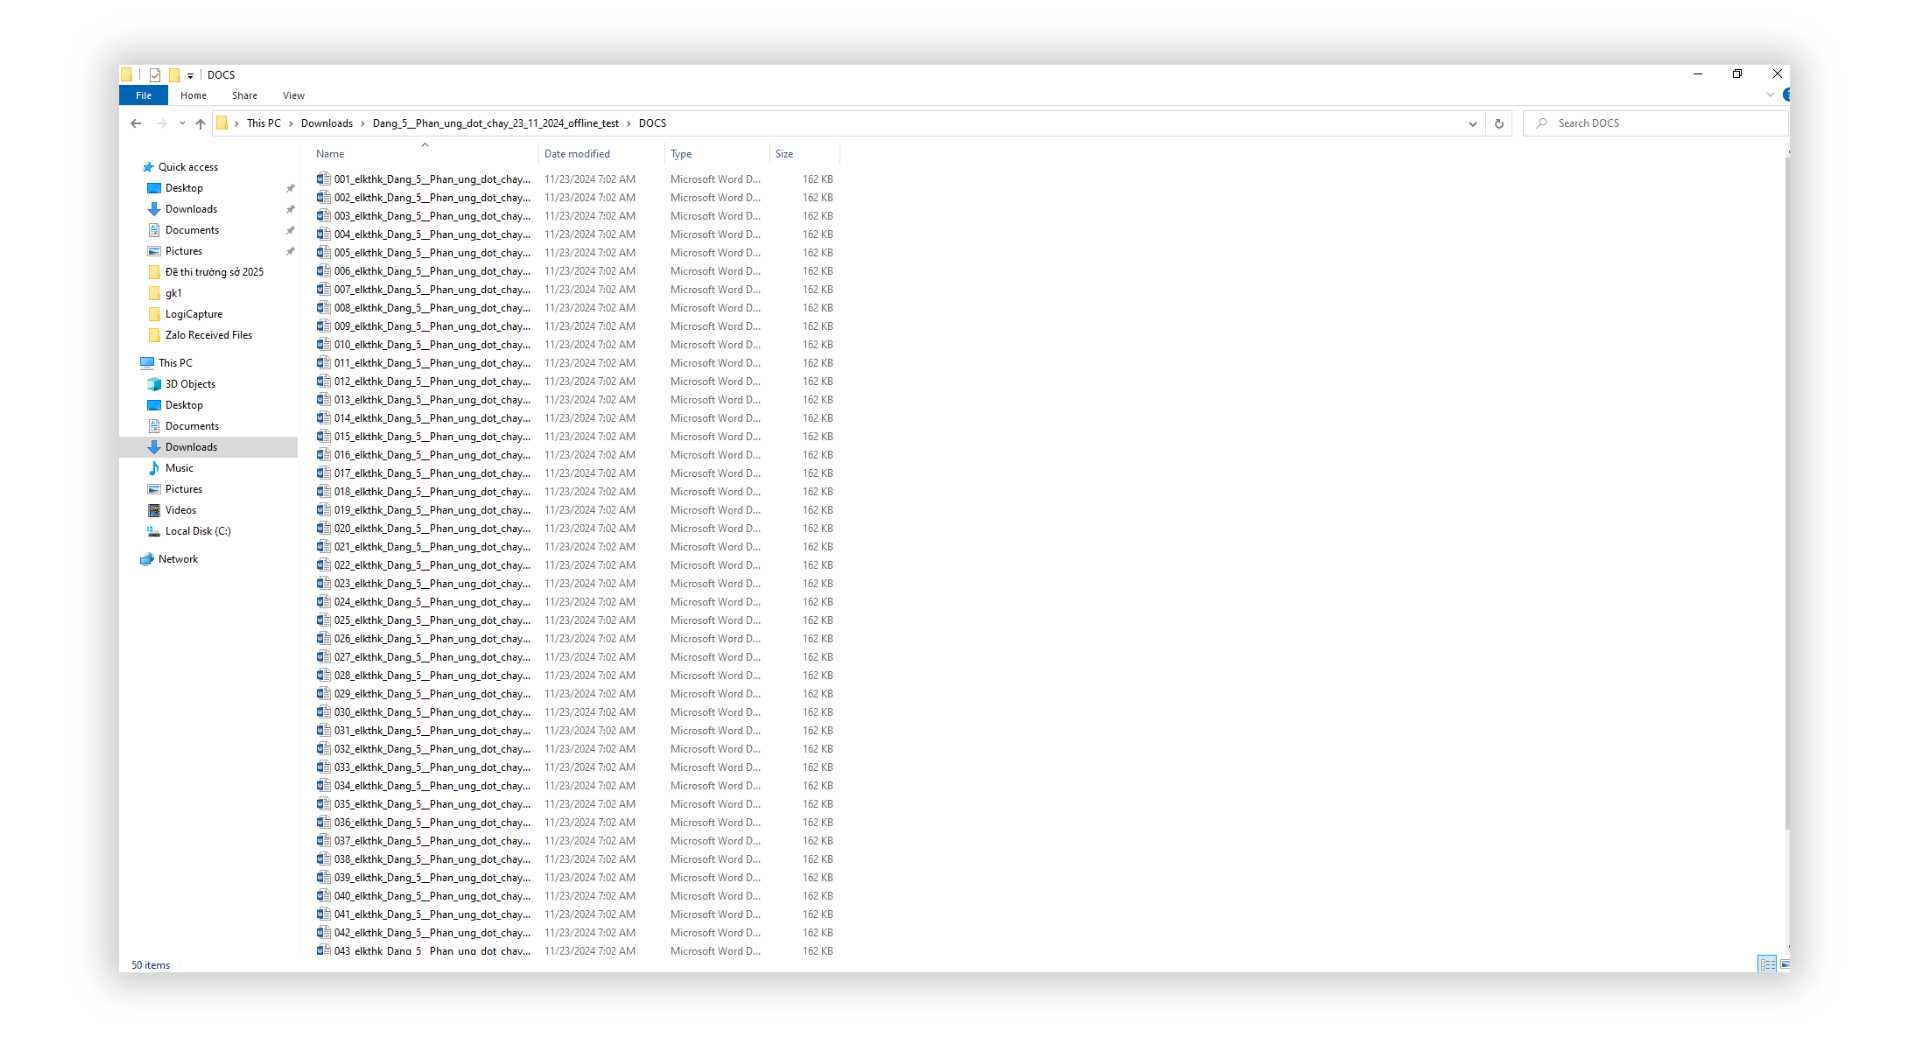 DOCS
File Home Share View
This PC › Downloads › Dang_5__Phan_ung_dot_chay_23_11_2024_offline_test › DOCS
Search DOCS
Name Date modified Type Size
Quick access
Desktop
Downloads
Documents
Pictures
Đề thi trường sở 2025
gk1
LogiCapture
Zalo Received Files
This PC
3D Objects
Desktop
Documents
Downloads
Music
Pictures
Videos
Local Disk (C:)
Network
001_elkthk_Dang_5__Phan_ung_dot_chay... 11/23/2024 7:02 AM Microsoft Word D... 162 KB
002_elkthk_Dang_5__Phan_ung_dot_chay... 11/23/2024 7:02 AM Microsoft Word D... 162 KB
003_elkthk_Dang_5__Phan_ung_dot_chay... 11/23/2024 7:02 AM Microsoft Word D... 162 KB
004_elkthk_Dang_5__Phan_ung_dot_chay... 11/23/2024 7:02 AM Microsoft Word D... 162 KB
005_elkthk_Dang_5__Phan_ung_dot_chay... 11/23/2024 7:02 AM Microsoft Word D... 162 KB
006_elkthk_Dang_5__Phan_ung_dot_chay... 11/23/2024 7:02 AM Microsoft Word D... 162 KB
007_elkthk_Dang_5__Phan_ung_dot_chay... 11/23/2024 7:02 AM Microsoft Word D... 162 KB
008_elkthk_Dang_5__Phan_ung_dot_chay... 11/23/2024 7:02 AM Microsoft Word D... 162 KB
009_elkthk_Dang_5__Phan_ung_dot_chay... 11/23/2024 7:02 AM Microsoft Word D... 162 KB
010_elkthk_Dang_5__Phan_ung_dot_chay... 11/23/2024 7:02 AM Microsoft Word D... 162 KB
011_elkthk_Dang_5__Phan_ung_dot_chay... 11/23/2024 7:02 AM Microsoft Word D... 162 KB
012_elkthk_Dang_5__Phan_ung_dot_chay... 11/23/2024 7:02 AM Microsoft Word D... 162 KB
013_elkthk_Dang_5__Phan_ung_dot_chay... 11/23/2024 7:02 AM Microsoft Word D... 162 KB
014_elkthk_Dang_5__Phan_ung_dot_chay... 11/23/2024 7:02 AM Microsoft Word D... 162 KB
015_elkthk_Dang_5__Phan_ung_dot_chay... 11/23/2024 7:02 AM Microsoft Word D... 162 KB
016_elkthk_Dang_5__Phan_ung_dot_chay... 11/23/2024 7:02 AM Microsoft Word D... 162 KB
017_elkthk_Dang_5__Phan_ung_dot_chay... 11/23/2024 7:02 AM Microsoft Word D... 162 KB
018_elkthk_Dang_5__Phan_ung_dot_chay... 11/23/2024 7:02 AM Microsoft Word D... 162 KB
019_elkthk_Dang_5__Phan_ung_dot_chay... 11/23/2024 7:02 AM Microsoft Word D... 162 KB
020_elkthk_Dang_5__Phan_ung_dot_chay... 11/23/2024 7:02 AM Microsoft Word D... 162 KB
021_elkthk_Dang_5__Phan_ung_dot_chay... 11/23/2024 7:02 AM Microsoft Word D... 162 KB
022_elkthk_Dang_5__Phan_ung_dot_chay... 11/23/2024 7:02 AM Microsoft Word D... 162 KB
023_elkthk_Dang_5__Phan_ung_dot_chay... 11/23/2024 7:02 AM Microsoft Word D... 162 KB
024_elkthk_Dang_5__Phan_ung_dot_chay... 11/23/2024 7:02 AM Microsoft Word D... 162 KB
025_elkthk_Dang_5__Phan_ung_dot_chay... 11/23/2024 7:02 AM Microsoft Word D... 162 KB
026_elkthk_Dang_5__Phan_ung_dot_chay... 11/23/2024 7:02 AM Microsoft Word D... 162 KB
027_elkthk_Dang_5__Phan_ung_dot_chay... 11/23/2024 7:02 AM Microsoft Word D... 162 KB
028_elkthk_Dang_5__Phan_ung_dot_chay... 11/23/2024 7:02 AM Microsoft Word D... 162 KB
029_elkthk_Dang_5__Phan_ung_dot_chay... 11/23/2024 7:02 AM Microsoft Word D... 162 KB
030_elkthk_Dang_5__Phan_ung_dot_chay... 11/23/2024 7:02 AM Microsoft Word D... 162 KB
031_elkthk_Dang_5__Phan_ung_dot_chay... 11/23/2024 7:02 AM Microsoft Word D... 162 KB
032_elkthk_Dang_5__Phan_ung_dot_chay... 11/23/2024 7:02 AM Microsoft Word D... 162 KB
033_elkthk_Dang_5__Phan_ung_dot_chay... 11/23/2024 7:02 AM Microsoft Word D... 162 KB
034_elkthk_Dang_5__Phan_ung_dot_chay... 11/23/2024 7:02 AM Microsoft Word D... 162 KB
035_elkthk_Dang_5__Phan_ung_dot_chay... 11/23/2024 7:02 AM Microsoft Word D... 162 KB
036_elkthk_Dang_5__Phan_ung_dot_chay... 11/23/2024 7:02 AM Microsoft Word D... 162 KB
037_elkthk_Dang_5__Phan_ung_dot_chay... 11/23/2024 7:02 AM Microsoft Word D... 162 KB
038_elkthk_Dang_5__Phan_ung_dot_chay... 11/23/2024 7:02 AM Microsoft Word D... 162 KB
039_elkthk_Dang_5__Phan_ung_dot_chay... 11/23/2024 7:02 AM Microsoft Word D... 162 KB
040_elkthk_Dang_5__Phan_ung_dot_chay... 11/23/2024 7:02 AM Microsoft Word D... 162 KB
041_elkthk_Dang_5__Phan_ung_dot_chay... 11/23/2024 7:02 AM Microsoft Word D... 162 KB
042_elkthk_Dang_5__Phan_ung_dot_chay... 11/23/2024 7:02 AM Microsoft Word D... 162 KB
043_elkthk_Dang_5__Phan_ung_dot_chay... 11/23/2024 7:02 AM Microsoft Word D... 162 KB
50 items